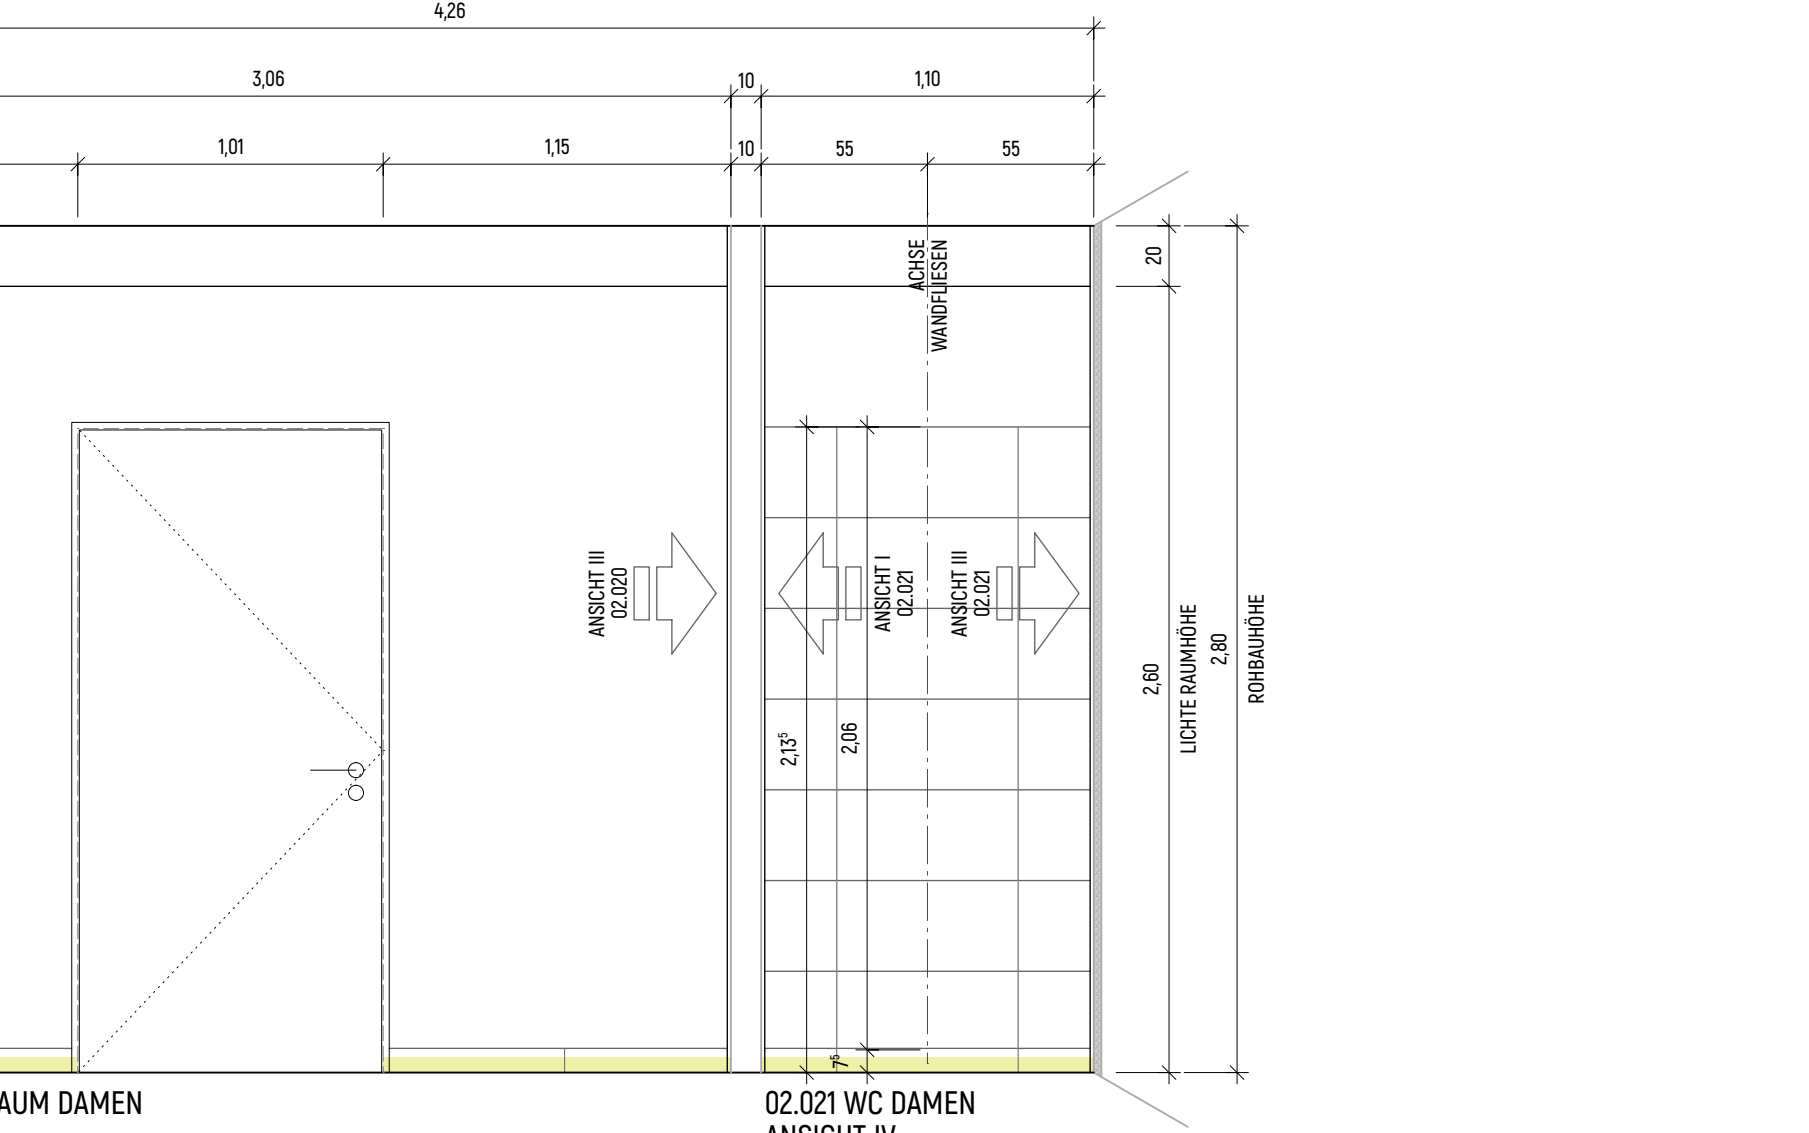 4,26
3,06
10
1,10
1,01
1,15
10
55
55
ACHSE
WANDFLIESEN
20
ANSICHT III
02.020
ANSICHT I
02.021
ANSICHT III
02.021
2,60
LICHTE RAUMHÖHE
2,80
ROHBAUHÖHE
2,13⁵
2,06
7⁵
AUM DAMEN
02.021 WC DAMEN
ANSICHT IV